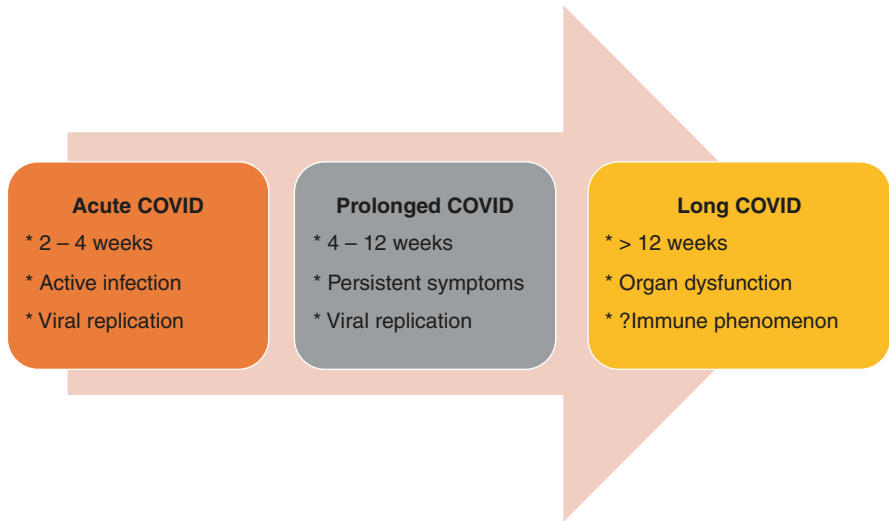 Acute COVID
* 2 – 4 weeks
* Active infection
* Viral replication
Prolonged COVID
* 4 – 12 weeks
* Persistent symptoms
* Viral replication
Long COVID
* > 12 weeks
* Organ dysfunction
* ?Immune phenomenon